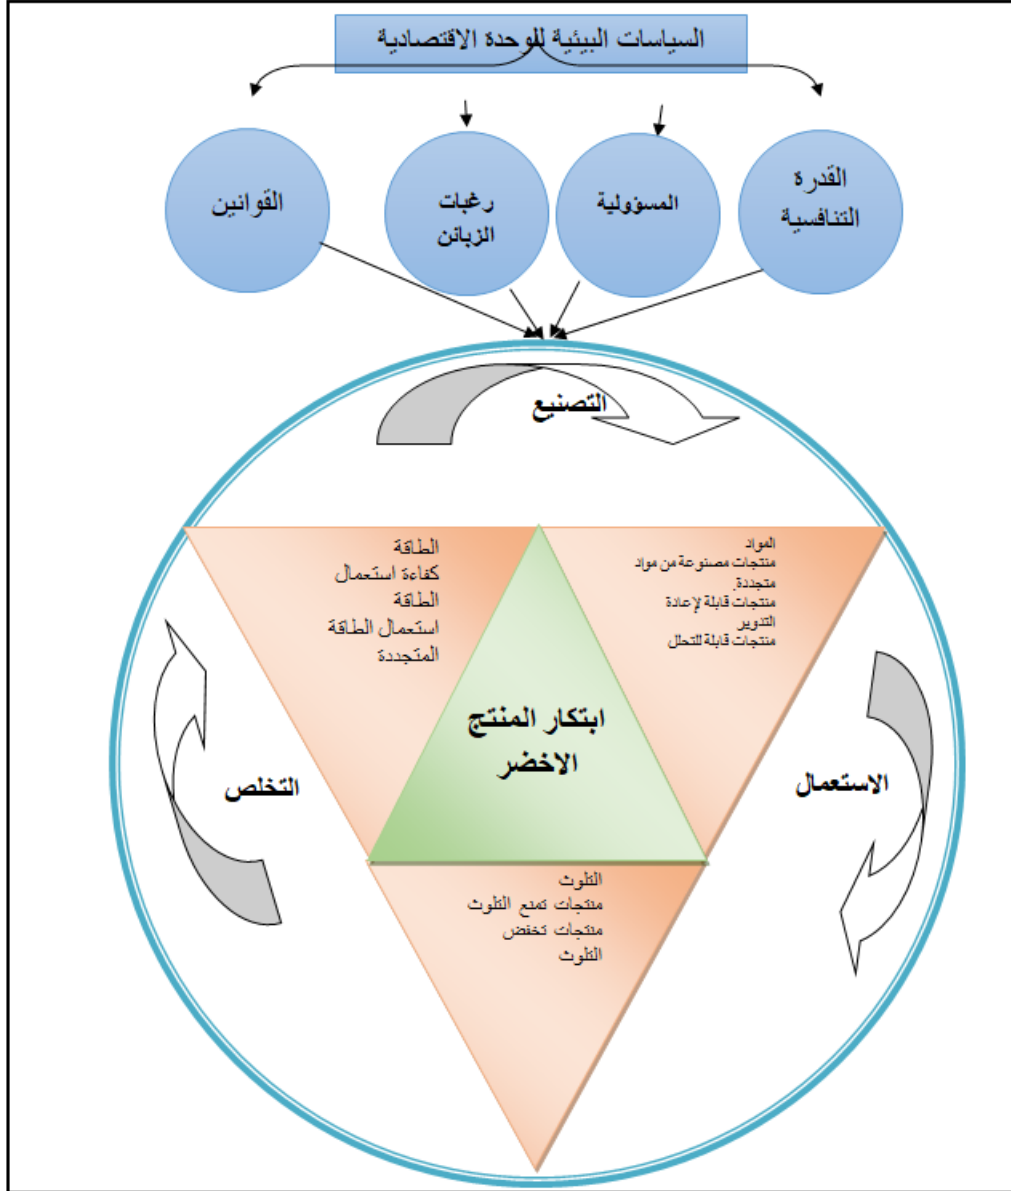 السياسات البيئية للوحدة الاقتصادية
القدرة
التنافسية
المسؤولية
رغبات
الزبائن
القوانين
التصنيع
المواد
منتجات مصنوعة من مواد
متجددة.
منتجات قابلة لإعادة
التدوير
منتجات قابلة للتحلل
الطاقة
كفاءة استعمال
الطاقة
استعمال الطاقة
المتجددة
ابتكار المنتج
الاخضر
الاستعمال
التخلص
التلوث
منتجات تمنع التلوث
منتجات تخفض
التلوث